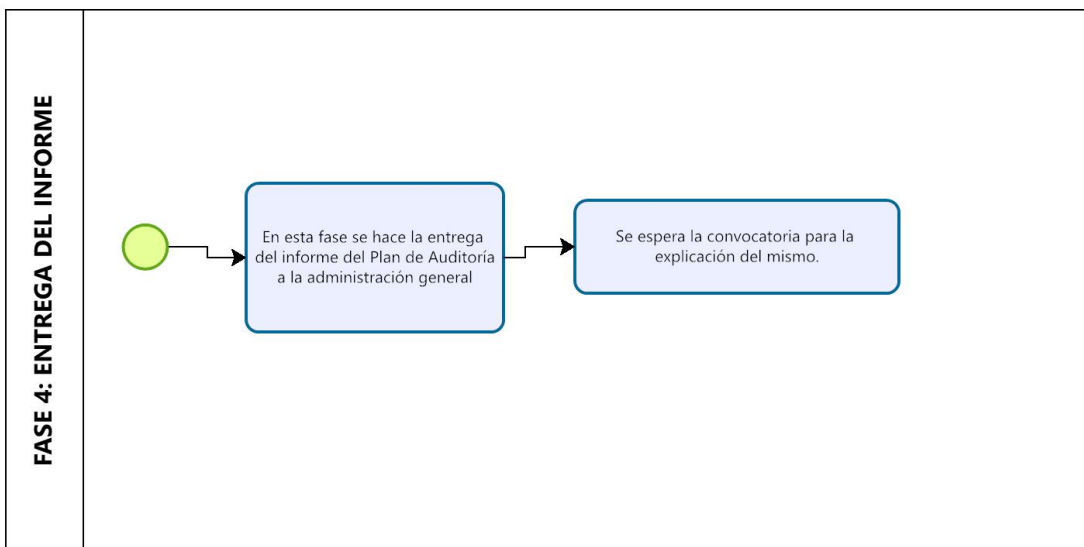 FASE 4: ENTREGA DEL INFORME
En esta fase se hace la entrega
del informe del Plan de Auditoría
a la administración general
Se espera la convocatoria para la
explicación del mismo.